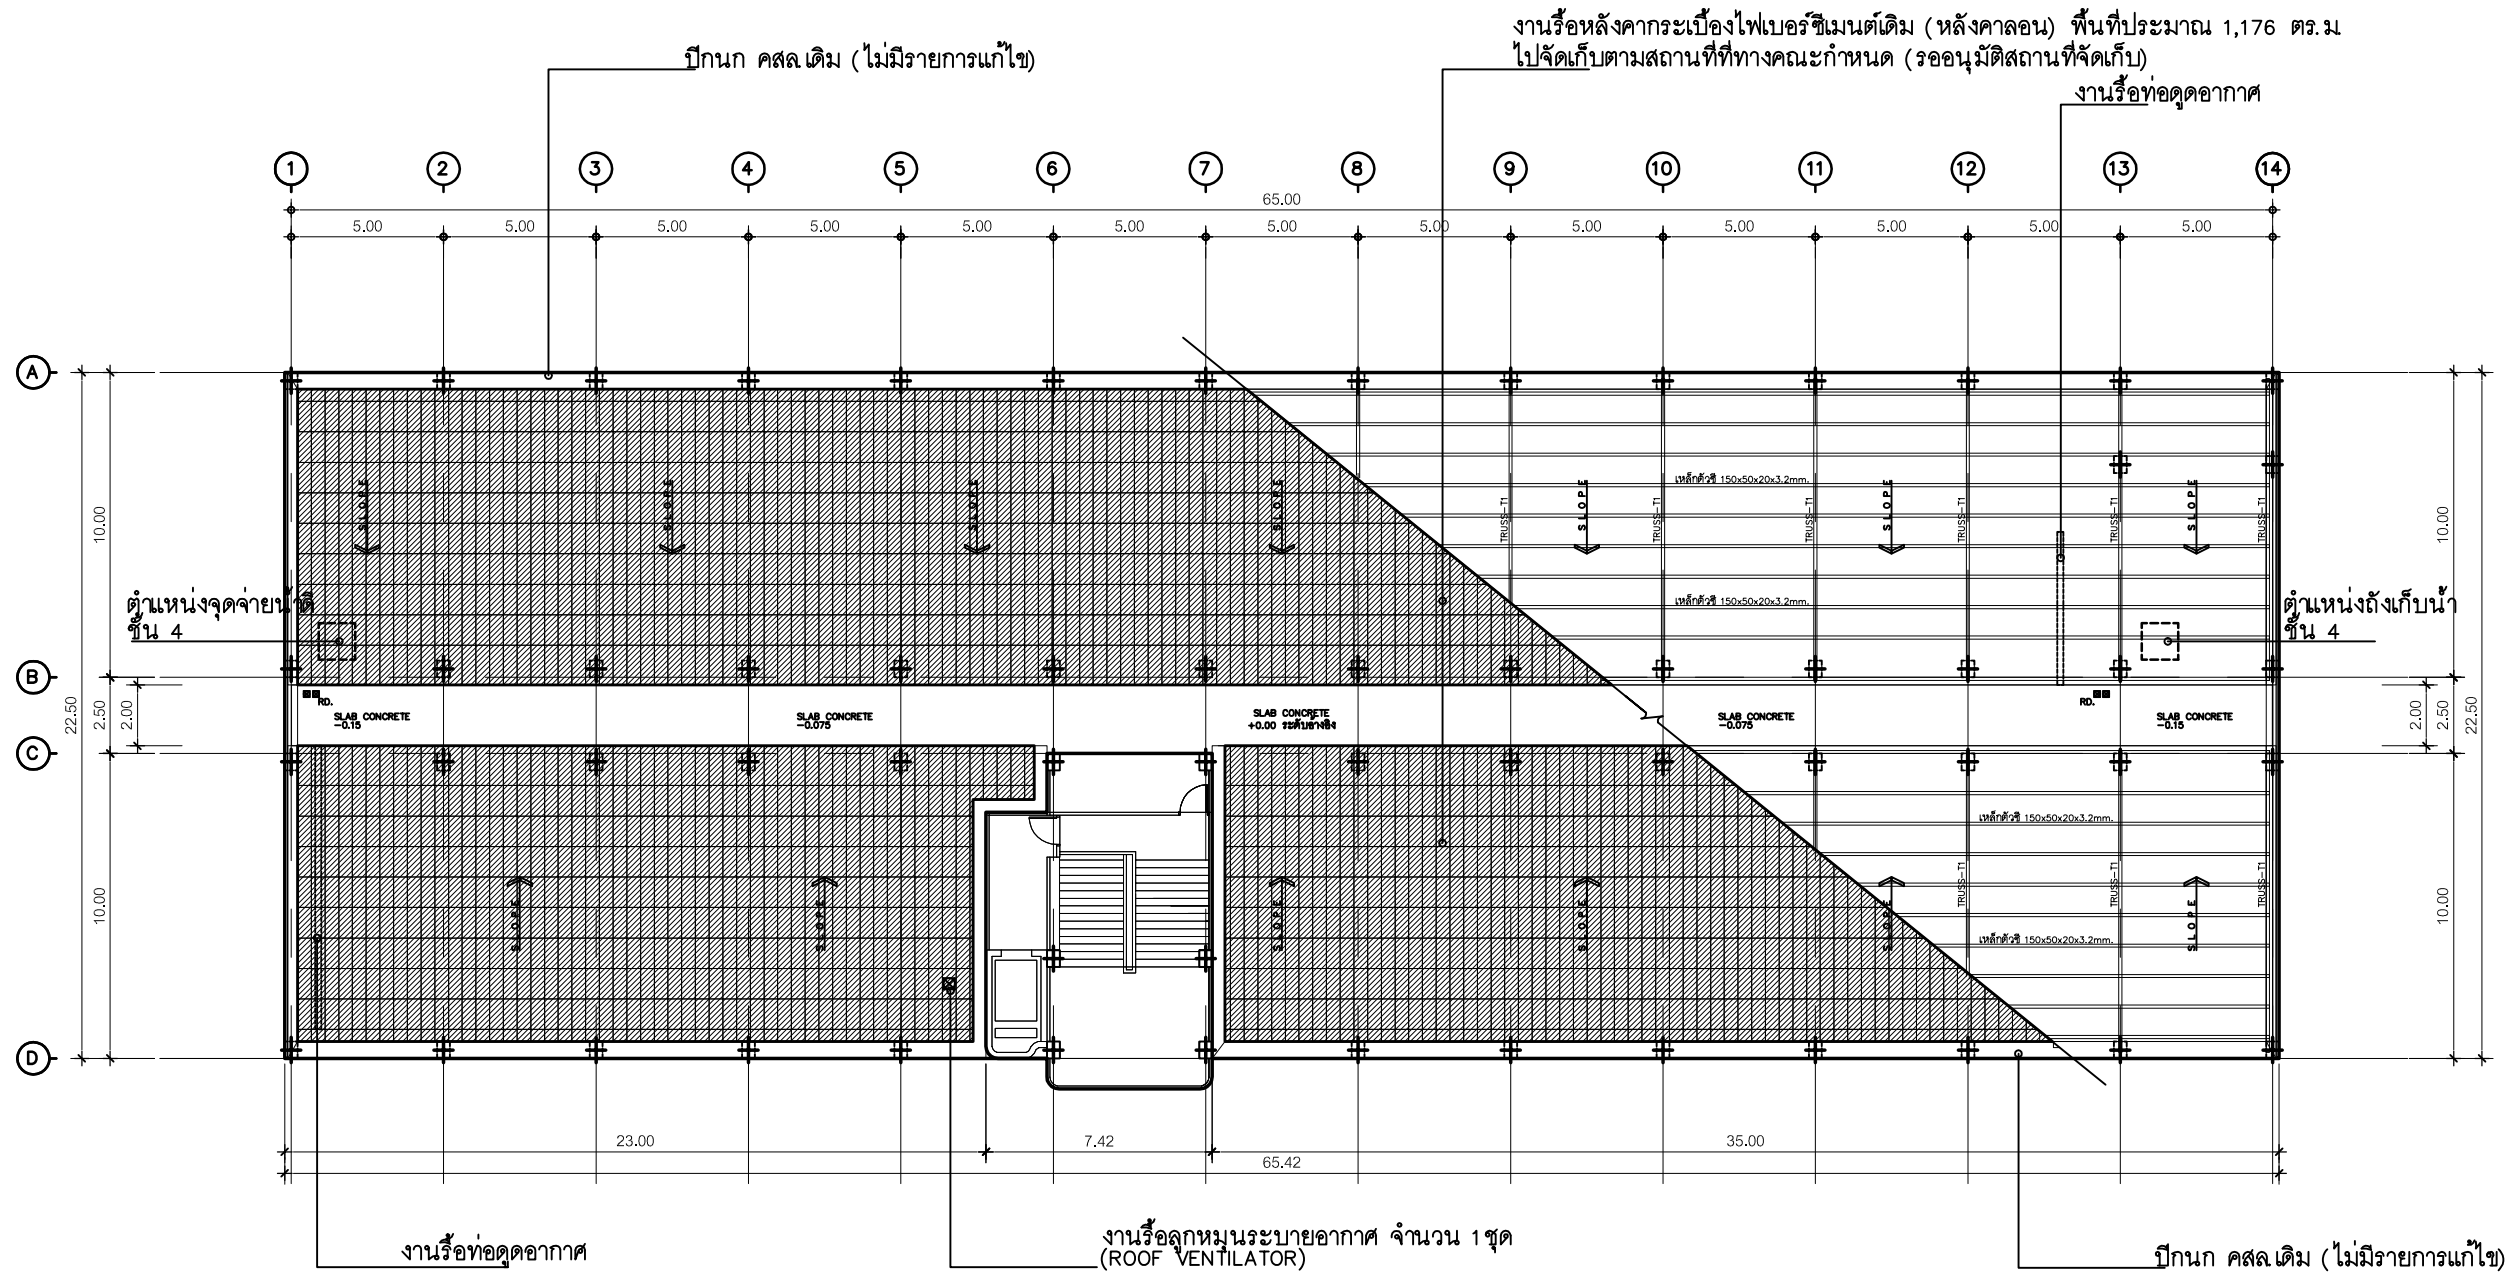 งานรื้อหลังคากระเบื้องไฟเบอร์ซีเมนต์เดิม (หลังคาลอน) พื้นที่ประมาณ 1,176 ตร.ม.
ไปจัดเก็บตามสถานที่ที่ทางคณะกำหนด (รออนุมัติสถานที่จัดเก็บ)
ปีกนก คสล.เดิม (ไม่มีรายการแก้ไข)
งานรื้อท่อดูดอากาศ
1 2 3 4 5 6 7 8 9 10 11 12 13 14
65.00
5.00 5.00 5.00 5.00 5.00 5.00 5.00 5.00 5.00 5.00 5.00 5.00 5.00
A
SLOPE SLOPE SLOPE SLOPE SLOPE SLOPE SLOPE
เหล็กตัวซี 150x50x20x3.2mm.
TRUSS-T1 TRUSS-T1 TRUSS-T1 TRUSS-T1 TRUSS-T1 TRUSS-T1
10.00
10.00
เหล็กตัวซี 150x50x20x3.2mm.
ตำแหน่งจุดจ่ายน้ำดี
ชั้น 4
ตำแหน่งถังเก็บน้ำ
ชั้น 4
B
22.50 2.50 2.00
RD.
SLAB CONCRETE
-0.15
SLAB CONCRETE
-0.075
SLAB CONCRETE
+0.00 ระดับอ้างอิง
SLAB CONCRETE
-0.075
RD.
SLAB CONCRETE
-0.15
2.00 2.50 22.50
C
เหล็กตัวซี 150x50x20x3.2mm.
TRUSS-T1 TRUSS-T1 TRUSS-T1
10.00
10.00
SLOPE SLOPE SLOPE SLOPE SLOPE SLOPE
เหล็กตัวซี 150x50x20x3.2mm.
D
23.00 7.42 35.00
65.42
งานรื้อท่อดูดอากาศ
งานรื้อลูกหมุนระบายอากาศ จำนวน 1 ชุด
(ROOF VENTILATOR)
ปีกนก คสล.เดิม (ไม่มีรายการแก้ไข)